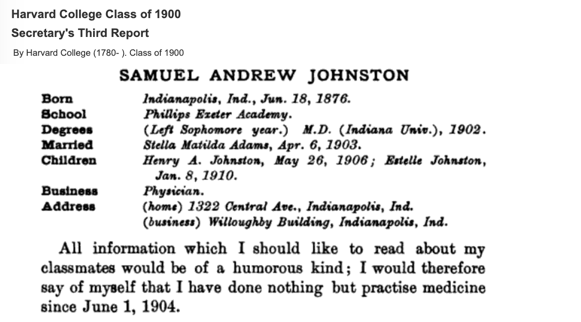 Harvard College Class of 1900
Secretary's Third Report
By Harvard College (1780- ). Class of 1900
SAMUEL ANDREW JOHNSTON
Born Indianapolis, Ind., Jun. 18, 1876.
School Phillips Exeter Academy.
Degrees (Left Sophomore year.) M.D. (Indiana Univ.), 1902.
Married Stella Matilda Adams, Apr. 6, 1903.
Children Henry A. Johnston, May 26, 1906; Estelle Johnston,
Jan. 8, 1910.
Business Physician.
Address (home) 1322 Central Ave., Indianapolis, Ind.
(business) Willoughby Building, Indianapolis, Ind.
All information which I should like to read about my
classmates would be of a humorous kind; I would therefore
say of myself that I have done nothing but practise medicine
since June 1, 1904.